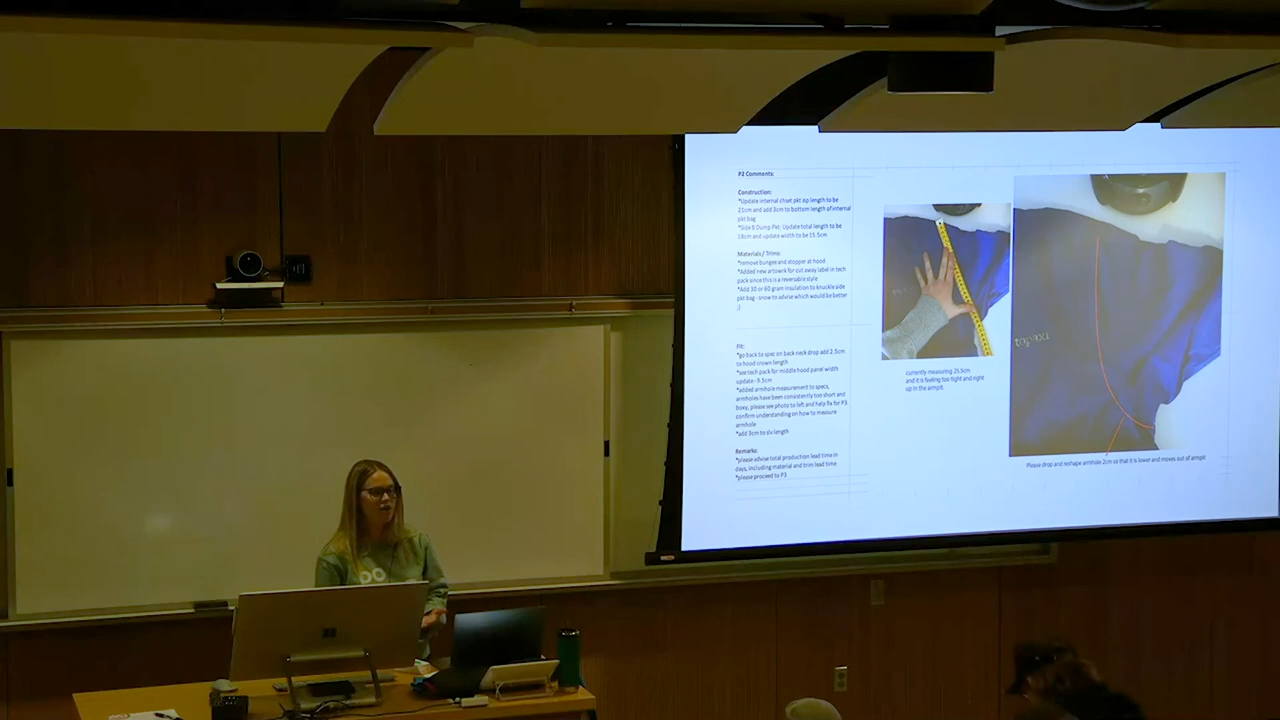 P2 Comments:
Construction:
*Update internal chset pkt zip length to be
21cm and add 3cm to bottom length of internal
pkt bag
*Side B Dump Pkt: Update total length to be
18cm and update width to be 15.5cm
Materials / Trims:
*remove bungee and stopper at hood
*Added new artowrk for cut away label in tech
pack since this is a reversable style
*Add 30 or 60 gram insulation to knuckle side
pkt bag - snow to advise which would be better
:)
Fit:
*go back to spec on back neck drop add 2.5cm
to hood crown length
*see tech pack for middle hood panel width
update - 9.5cm
*added armhole measurement to specs,
armholes have been consistently too short and
boxy, please see photo to left and help fix for P3.
confirm understanding on how to measure
armhole
*add 3cm to slv length
Remarks:
*please advise total production lead time in
days, including material and trim lead time
*please proceed to P3
currently measuring 25.5cm
and it is feeling too tight and right
up in the armpit.
Please drop and reshape armhole 2cm so that it is lower and moves out of armpit